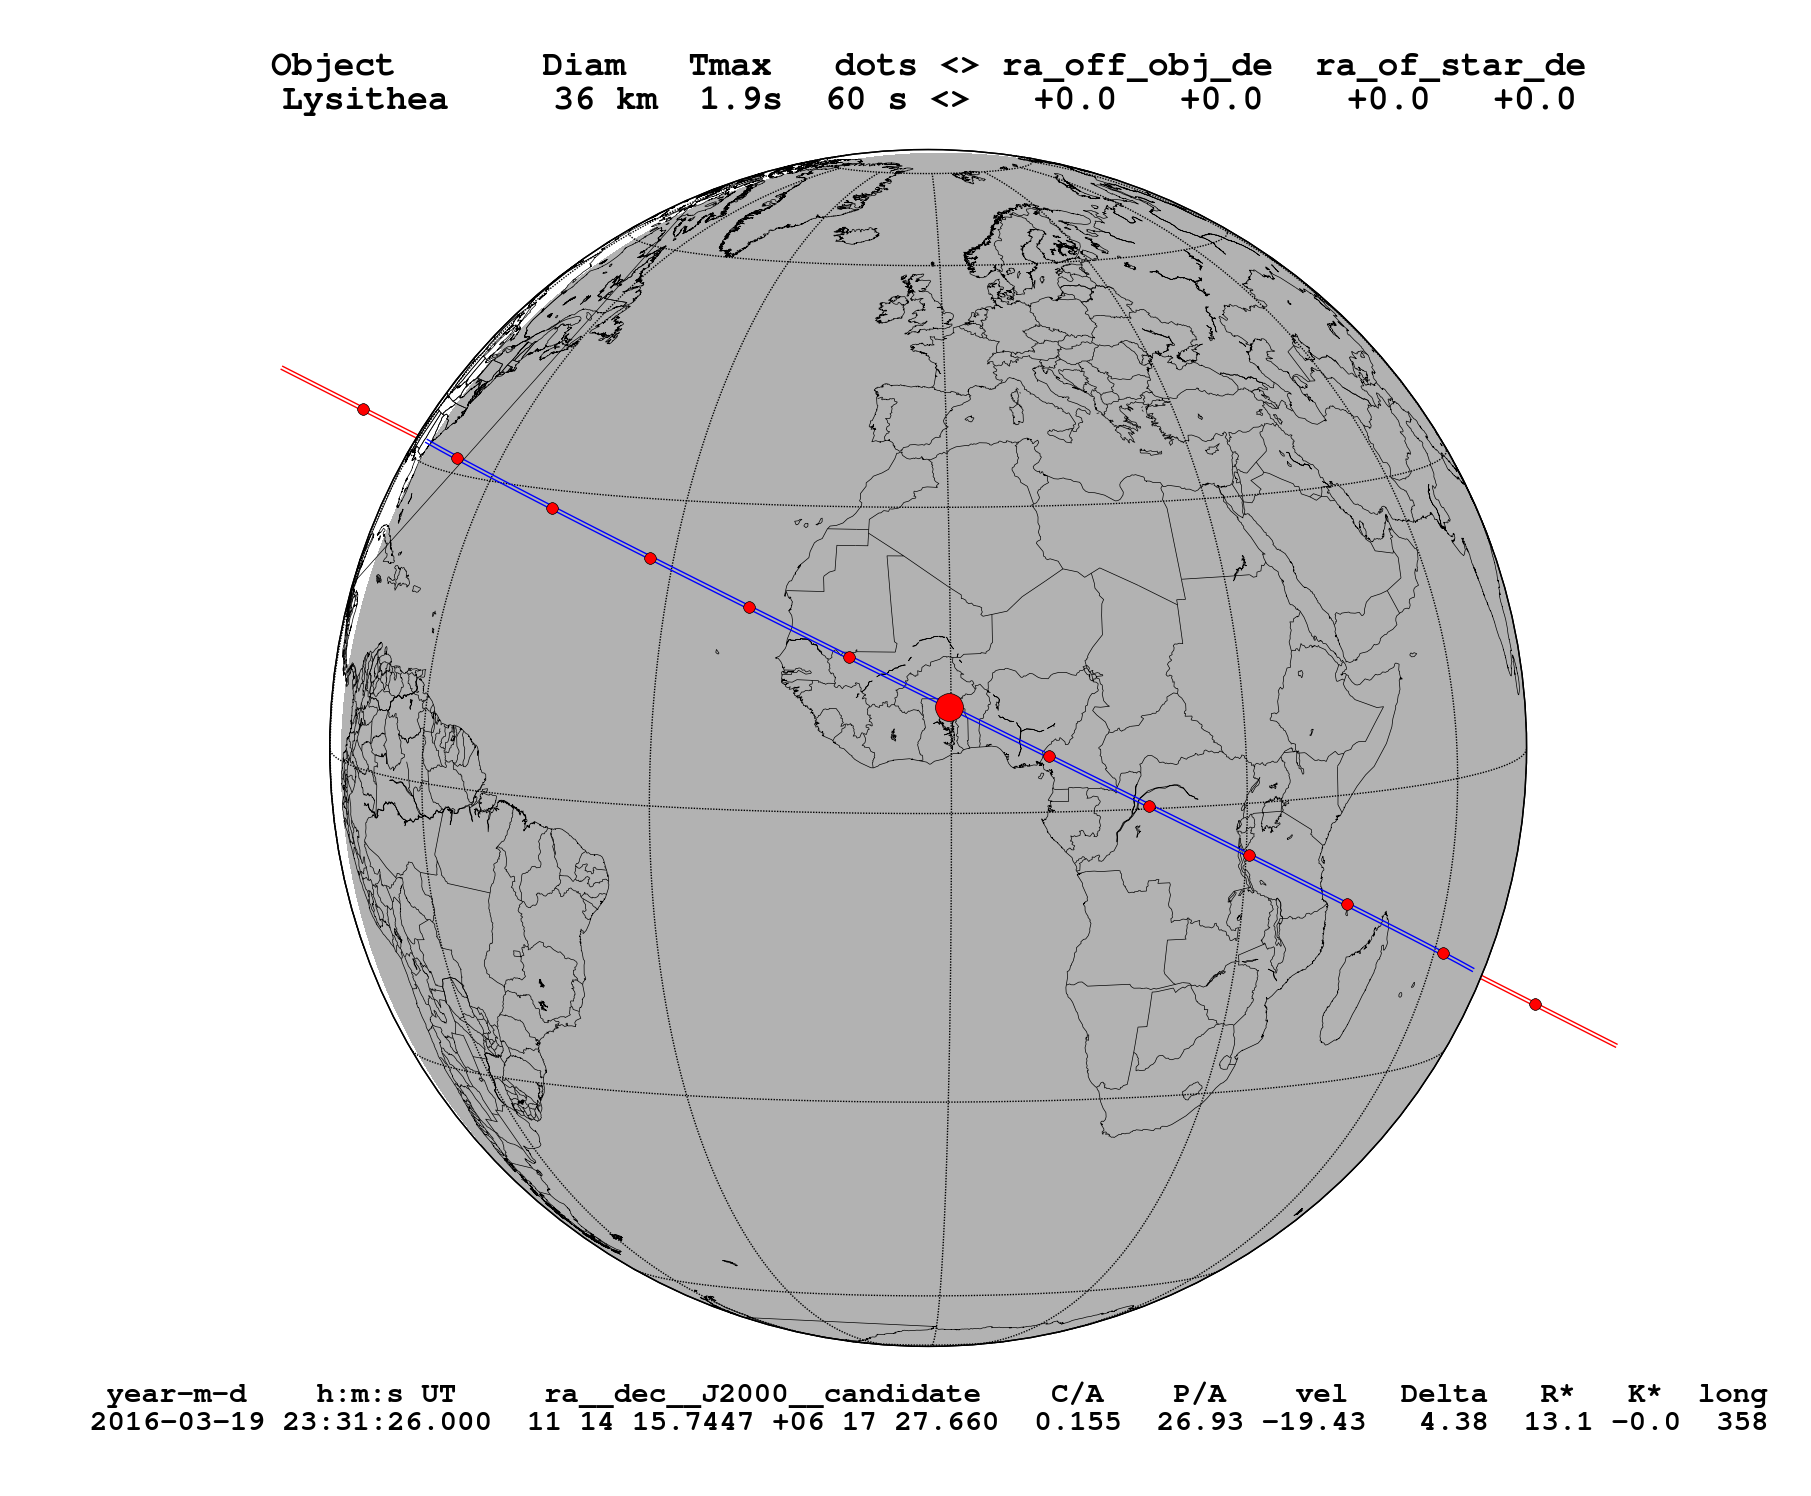 Object Diam Tmax dots <> ra_off_obj_de ra_of_star_de
Lysithea 36 km 1.9s 60 s <> +0.0 +0.0 +0.0 +0.0
year-m-d h:m:s UT ra__dec__J2000__candidate C/A P/A vel Delta R* K* long
2016-03-19 23:31:26.000 11 14 15.7447 +06 17 27.660 0.155 26.93 -19.43 4.38 13.1 -0.0 358